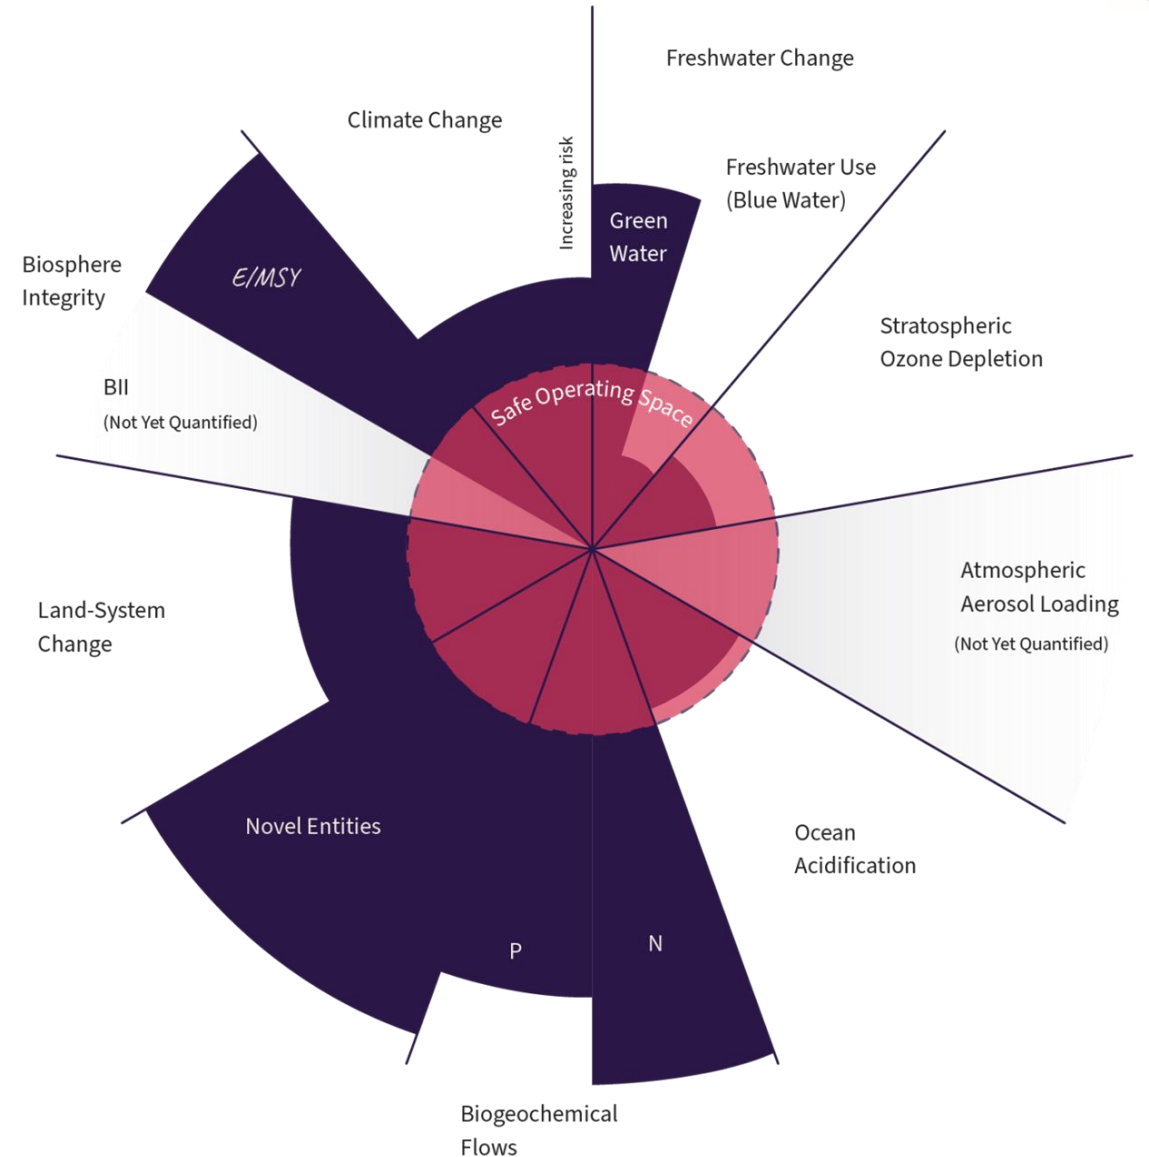 Freshwater Change
Climate Change
Increasing risk
Freshwater Use
(Blue Water)
Green
Water
Biosphere
Integrity
E/MSY
Stratospheric
Ozone Depletion
BII
(Not Yet Quantified)
Safe Operating Space
Atmospheric
Aerosol Loading
(Not Yet Quantified)
Land-System
Change
Novel Entities
Ocean
Acidification
P
N
Biogeochemical
Flows